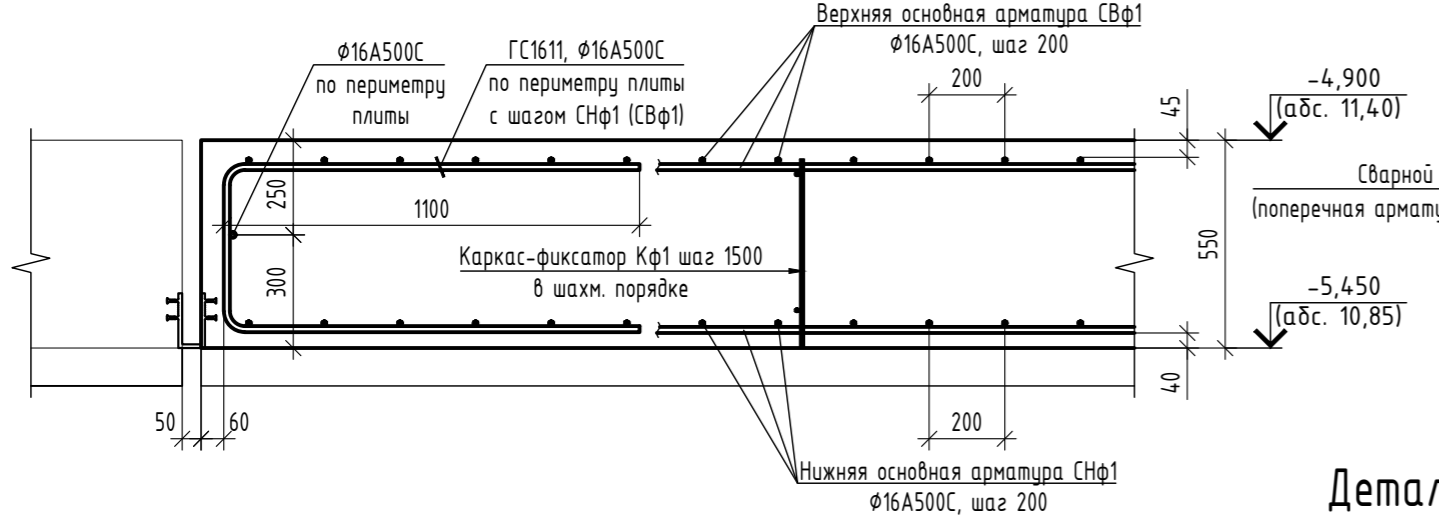 Верхняя основная арматура СВф1
ф16А500С, шаг 200
ф16А500С
по периметру
плиты
ГС1611, ф16А500С
по периметру плиты
с шагом СНф1 (СВф1)
200
45
-4,900
(абс. 11,40)
250
1100
Сварной
(поперечная армату
Каркас-фиксатор Кф1 шаг 1500
в шахм. порядке
300
550
-5,450
(абс. 10,85)
40
50
60
200
Нижняя основная арматура СНф1
ф16А500С, шаг 200
Детал